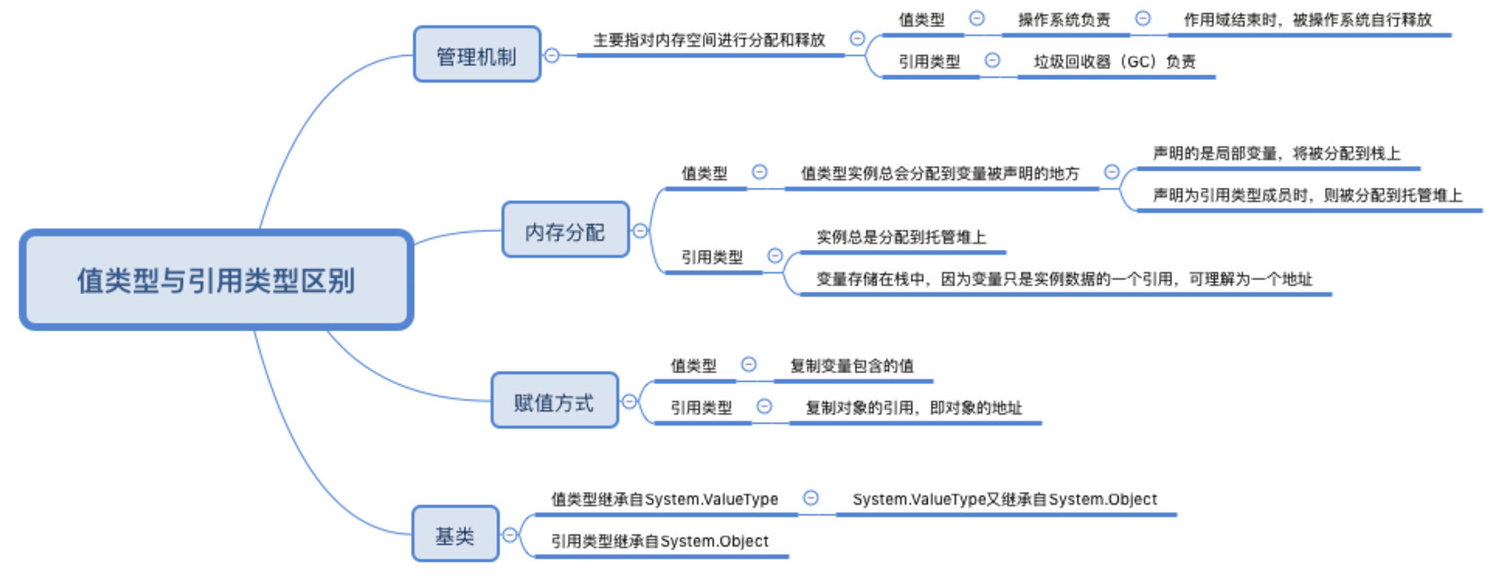 值类型与引用类型区别
管理机制
主要指对内存空间进行分配和释放
值类型
操作系统负责
作用域结束时，被操作系统自行释放
引用类型
垃圾回收器（GC）负责
内存分配
值类型
值类型实例总会分配到变量被声明的地方
声明的是局部变量，将被分配到栈上
声明为引用类型成员时，则被分配到托管堆上
引用类型
实例总是分配到托管堆上
变量存储在栈中，因为变量只是实例数据的一个引用，可理解为一个地址
赋值方式
值类型
复制变量包含的值
引用类型
复制对象的引用，即对象的地址
基类
值类型继承自System.ValueType
System.ValueType又继承自System.Object
引用类型继承自System.Object